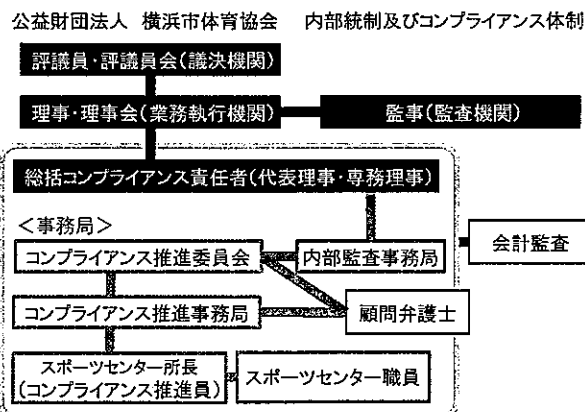 公益財団法人 横浜市体育協会 内部統制及びコンプライアンス体制
評議員・評議員会(議決機関)
理事・理事会(業務執行機関)
監事(監査機関)
総括コンプライアンス責任者(代表理事・専務理事)
<事務局>
会計監査
コンプライアンス推進委員会
内部監査事務局
コンプライアンス推進事務局
顧問弁護士
スポーツセンター所長
(コンプライアンス推進員)
スポーツセンター職員